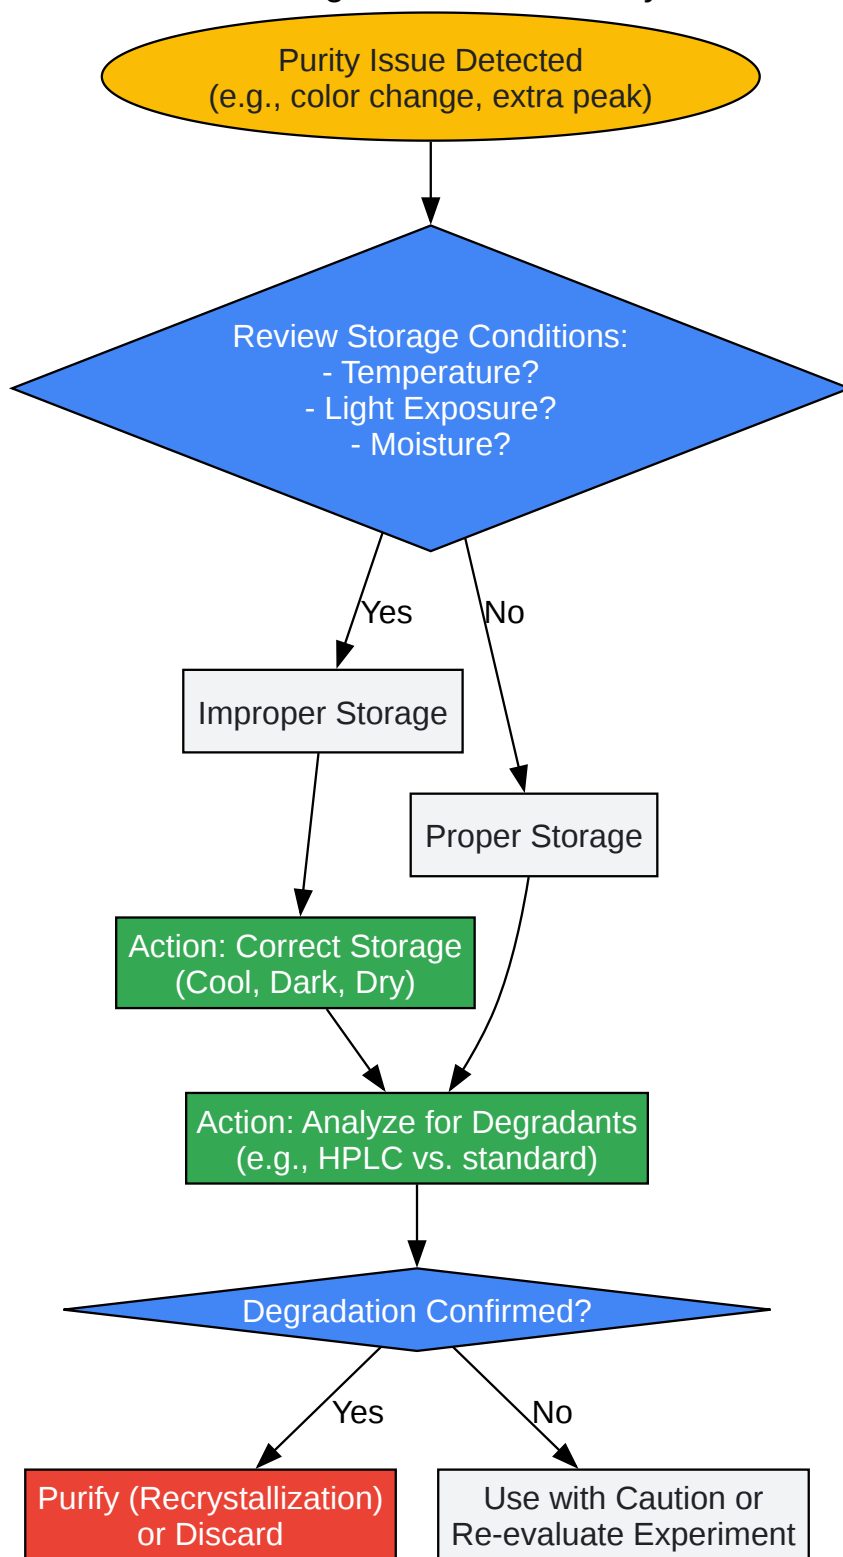 Purity Issue Detected
(e.g., color change, extra peak)
Review Storage Conditions:
- Temperature?
- Light Exposure?
- Moisture?
Yes
No
Improper Storage
Proper Storage
Action: Correct Storage
(Cool, Dark, Dry)
Action: Analyze for Degradants
(e.g., HPLC vs. standard)
Degradation Confirmed?
Yes
No
Purify (Recrystallization)
or Discard
Use with Caution or
Re-evaluate Experiment